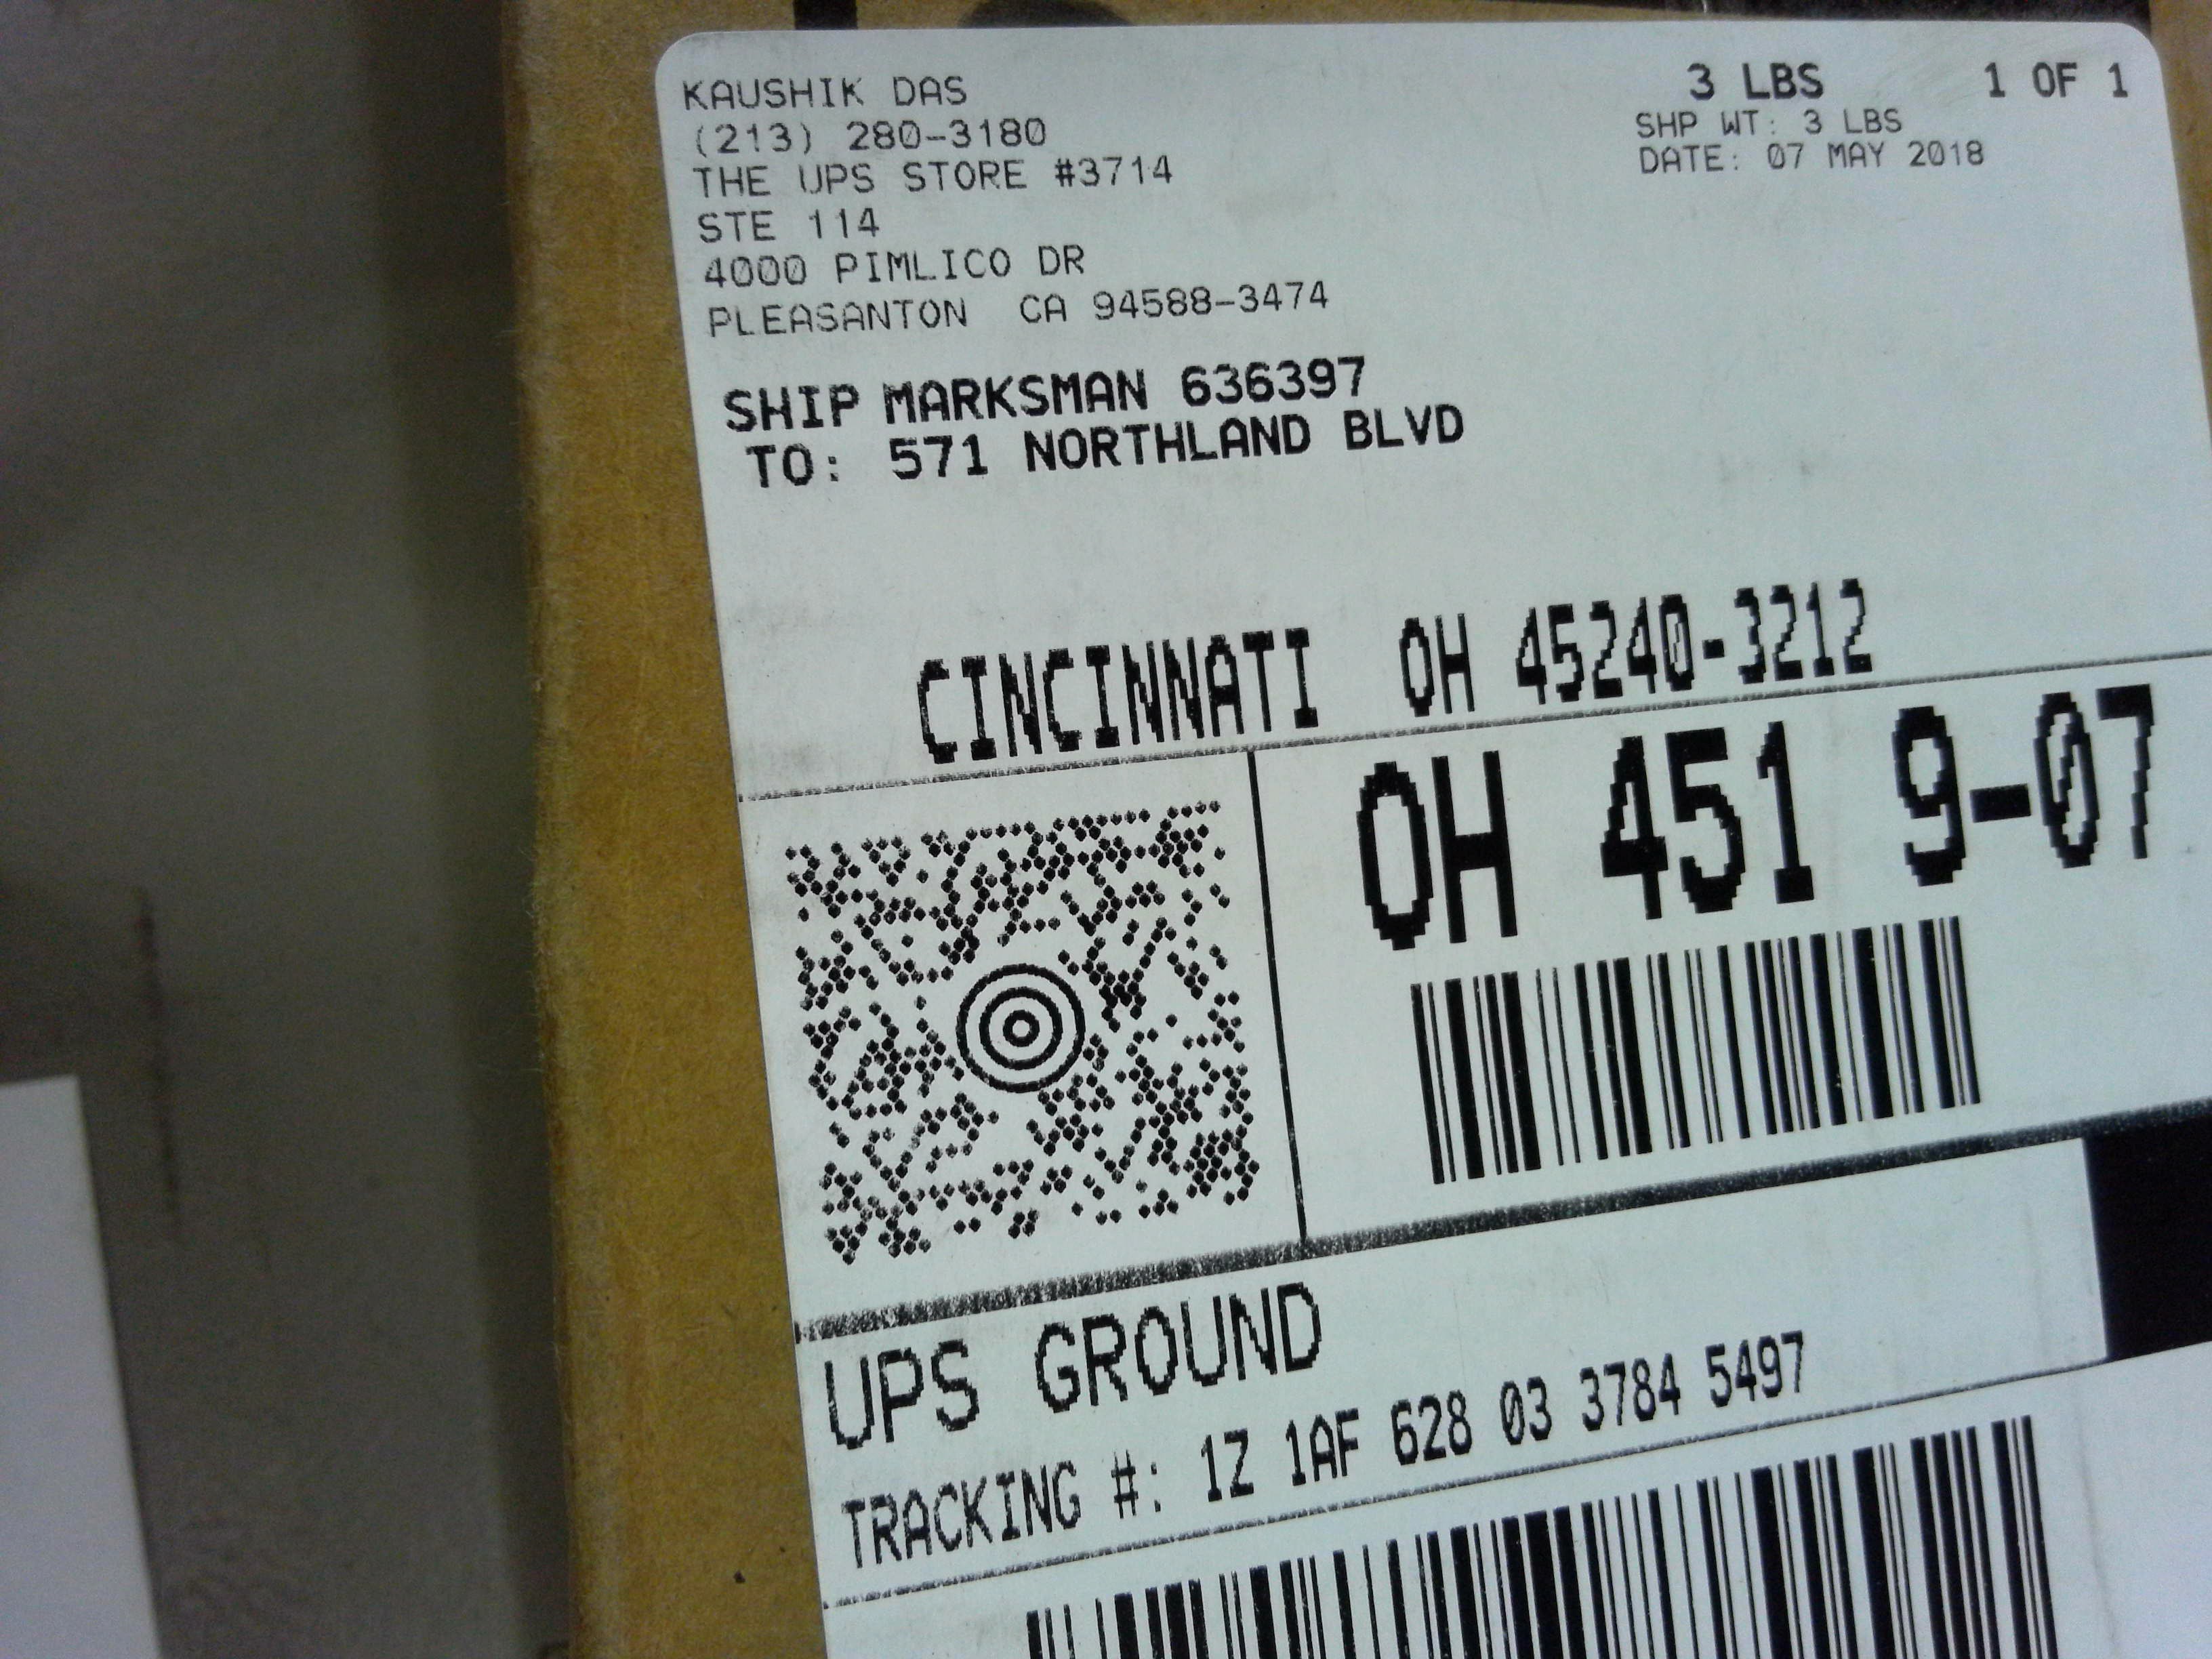 KAUSHIK DAS
(213) 280-3180
THE UPS STORE #3714
STE 114
4000 PIMLICO DR
PLEASANTON CA 94588-3474
3 LBS 1 OF 1
SHP WT: 3 LBS
DATE: 07 MAY 2018
SHIP MARKSMAN 636397
TO: 571 NORTHLAND BLVD
CINCINNATI OH 45240-3212
OH 451 9-07
UPS GROUND
TRACKING #: 1Z 1AF 628 03 3784 5497